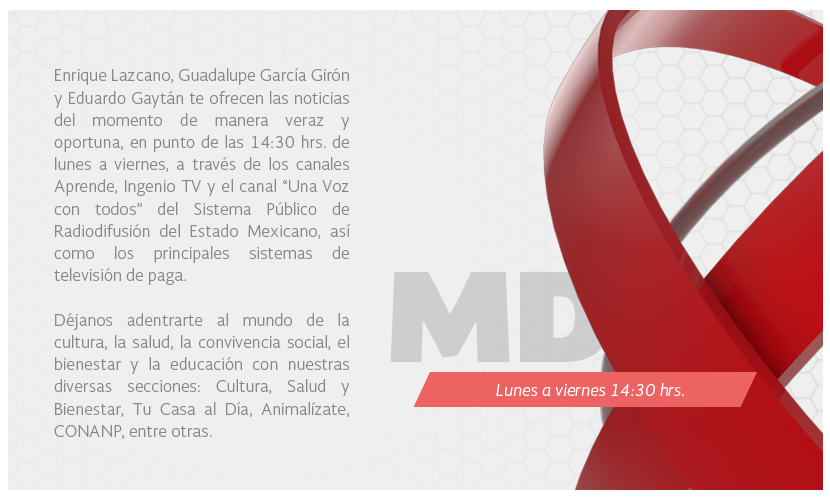 Enrique Lazcano, Guadalupe García Girón
y Eduardo Gaytán te ofrecen las noticias
del momento de manera veraz y
oportuna, en punto de las 14:30 hrs. de
lunes a viernes, a través de los canales
Aprende, Ingenio TV y el canal “Una Voz
con todos” del Sistema Público de
Radiodifusión del Estado Mexicano, así
como los principales sistemas de
televisión de paga.
Déjanos adentrarte al mundo de la
cultura, la salud, la convivencia social, el
bienestar y la educación con nuestras
diversas secciones: Cultura, Salud y
Bienestar, Tu Casa al Día, Animalízate,
CONANP, entre otras.
MD
Lunes a viernes 14:30 hrs.